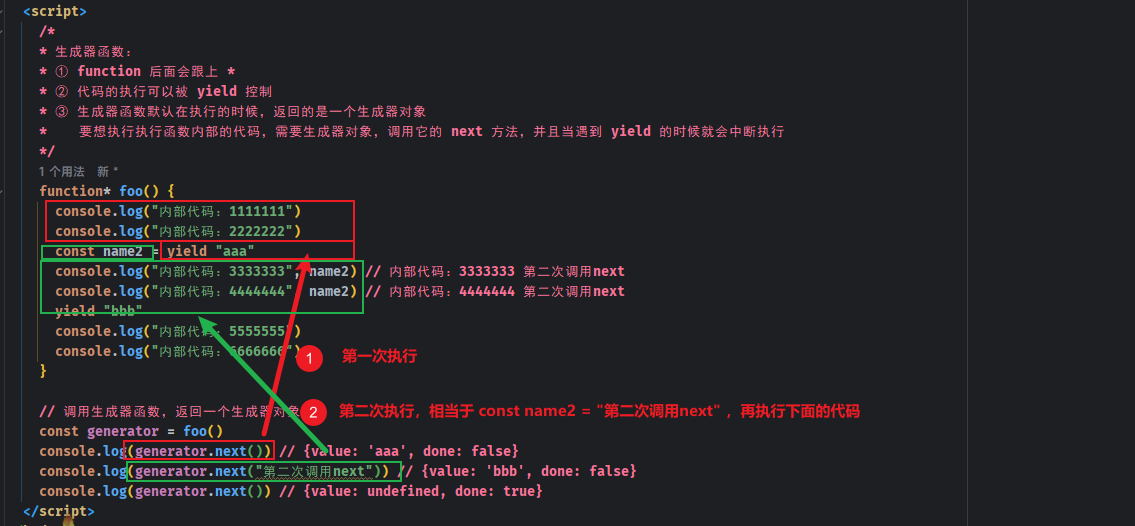 <script>
/*
* 生成器函数：
* ① function 后面会跟上 *
* ② 代码的执行可以被 yield 控制
* ③ 生成器函数默认在执行的时候，返回的是一个生成器对象
* 要想执行执行函数内部的代码，需要生成器对象，调用它的 next 方法，并且当遇到 yield 的时候就会中断执行
*/
1 个用法 新 *
function* foo() {
console.log("内部代码：1111111")
console.log("内部代码：2222222")
const name2 = yield "aaa"
console.log("内部代码：3333333", name2) // 内部代码：3333333 第二次调用next
console.log("内部代码：4444444" name2) // 内部代码：4444444 第二次调用next
yield "bbb"
console.log("内部代码：5555555")
console.log("内部代码：6666666")
1 第一次执行
}
// 调用生成器函数，返回一个生成器对象
2 第二次执行，相当于 const name2 = "第二次调用next" ，再执行下面的代码
const generator = foo()
console.log(generator.next()) // {value: 'aaa', done: false}
console.log(generator.next("第二次调用next")) // {value: 'bbb', done: false}
console.log(generator.next()) // {value: undefined, done: true}
</script>